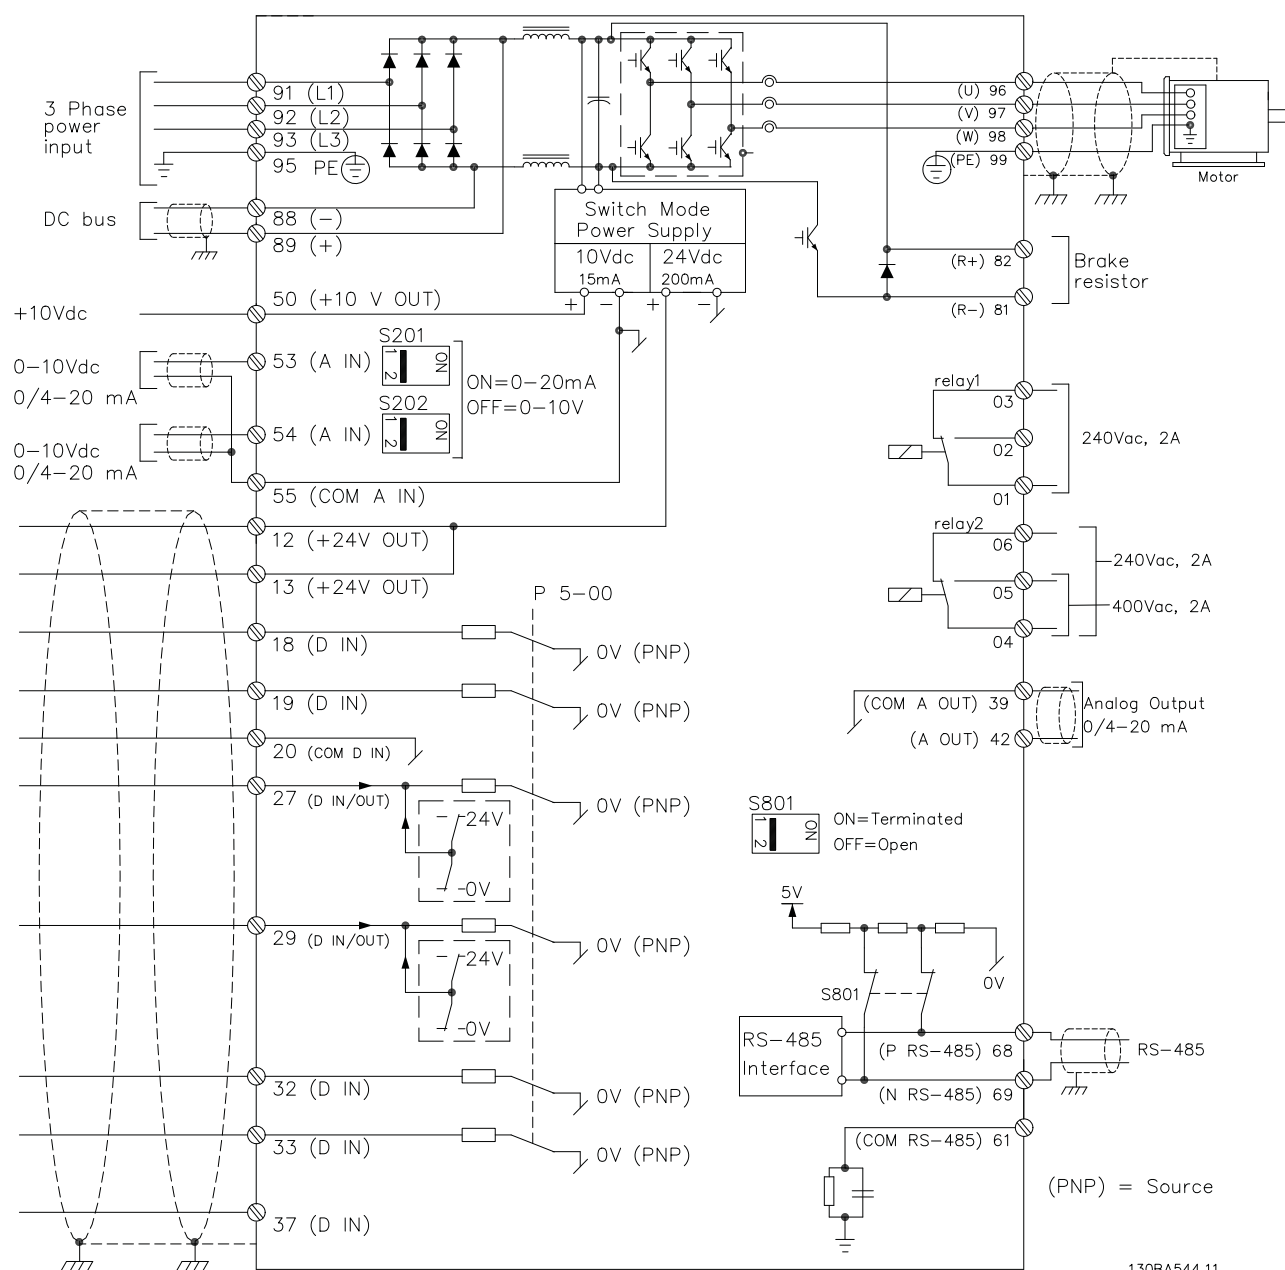 3 Phase
power
input
91 (L1)
92 (L2)
93 (L3)
95 PE
DC bus
88 (−)
89 (+)
+10Vdc
50 (+10 V OUT)
0−10Vdc
0/4−20 mA
53 (A IN)
S201
1 2
ON
0−10Vdc
0/4−20 mA
54 (A IN)
S202
1 2
ON
ON=0−20mA
OFF=0−10V
55 (COM A IN)
12 (+24V OUT)
13 (+24V OUT)
P 5-00
18 (D IN)
0V (PNP)
19 (D IN)
0V (PNP)
20 (COM D IN)
27 (D IN/OUT)
24V
0V
0V (PNP)
29 (D IN/OUT)
24V
0V
0V (PNP)
32 (D IN)
0V (PNP)
33 (D IN)
0V (PNP)
37 (D IN)
Switch Mode
Power Supply
10Vdc
15mA
24Vdc
200mA
+ − + −
(U) 96
(V) 97
(W) 98
(PE) 99
Motor
(R+) 82
Brake
resistor
(R−) 81
relay1
03
02
01
240Vac, 2A
relay2
06
05
04
240Vac, 2A
400Vac, 2A
(COM A OUT) 39
(A OUT) 42
Analog Output
0/4−20 mA
S801
1 2
ON
ON=Terminated
OFF=Open
5V
0V
S801
RS−485
Interface
(P RS−485) 68
(N RS−485) 69
RS−485
(COM RS−485) 61
(PNP) = Source
130BA544.11